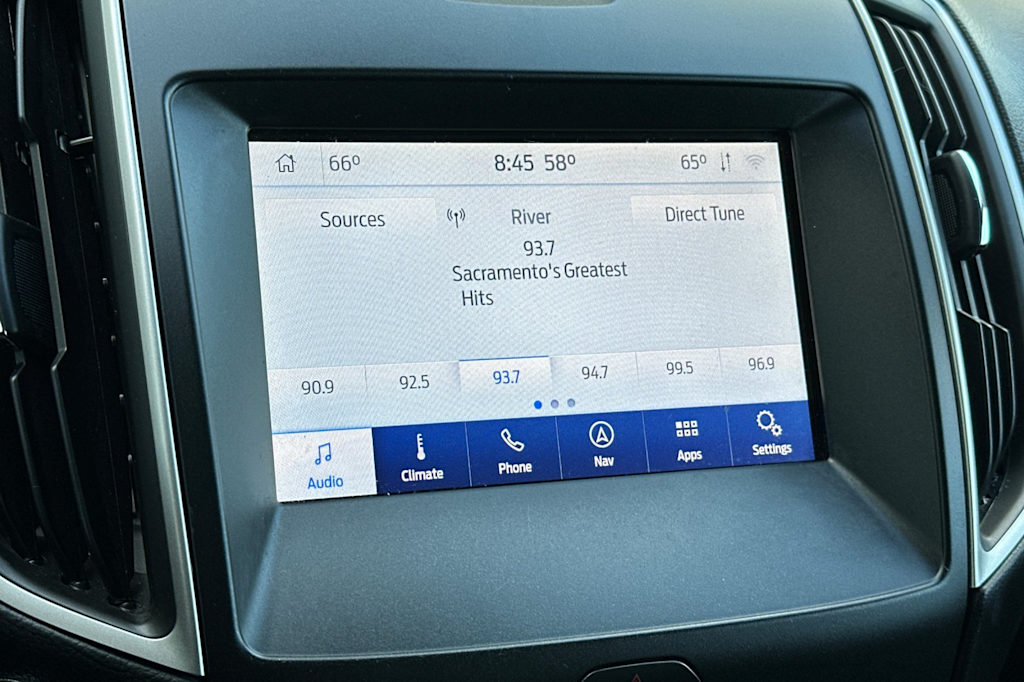 66° 8:45 58° 65°
Sources River Direct Tune
93.7
Sacramento's Greatest
Hits
90.9 92.5 93.7 94.7 99.5 96.9
Audio Climate Phone Nav Apps Settings